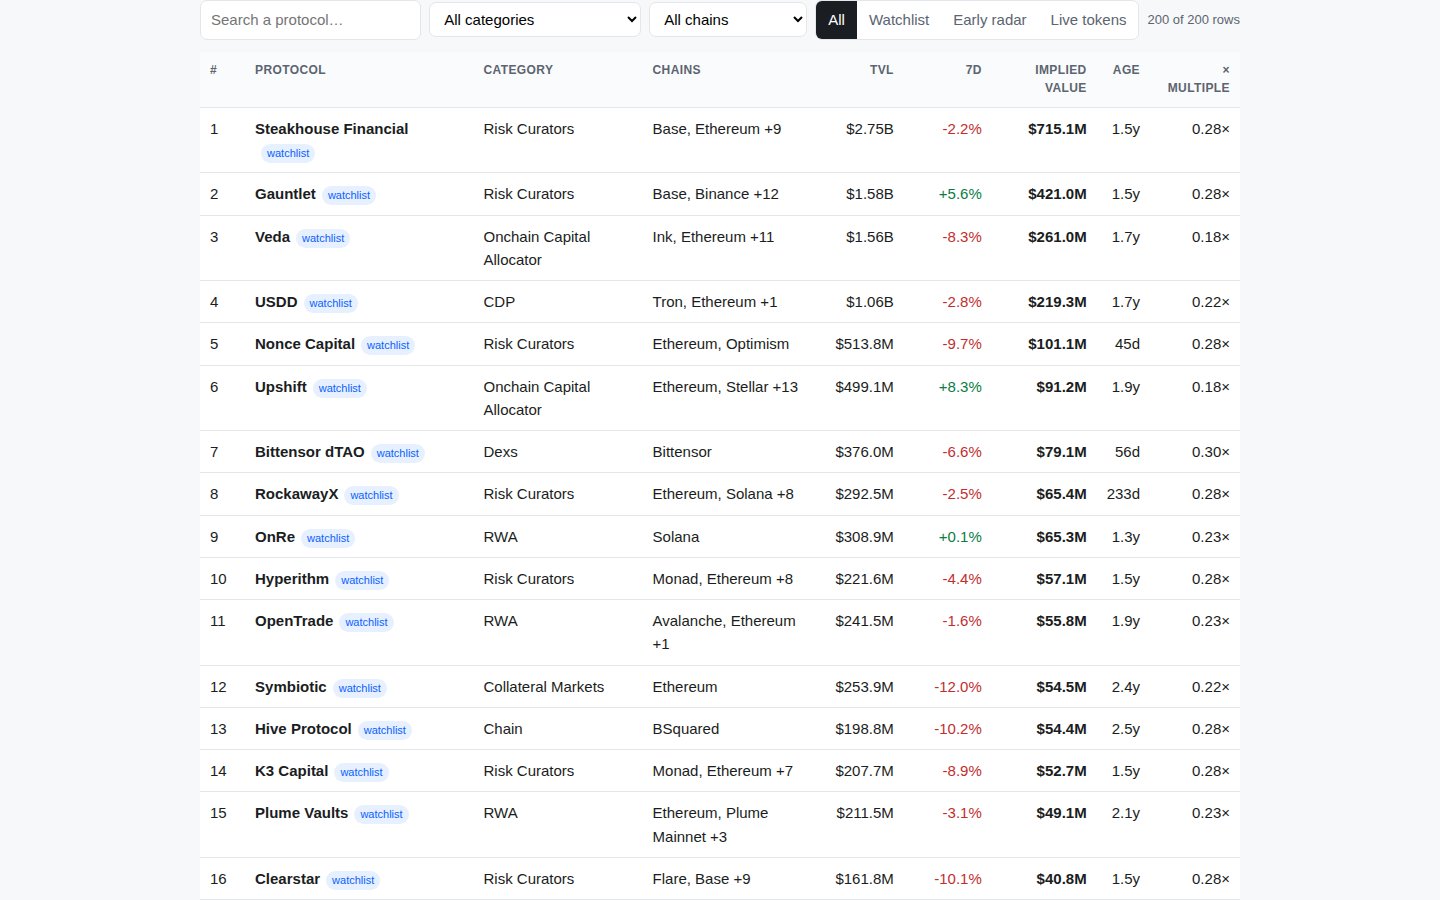 Search a protocol… All categories All chains All Watchlist Early radar Live tokens 200 of 200 rows
# PROTOCOL CATEGORY CHAINS TVL 7D IMPLIED VALUE AGE × MULTIPLE
1 Steakhouse Financial watchlist Risk Curators Base, Ethereum +9 $2.75B -2.2% $715.1M 1.5y 0.28×
2 Gauntlet watchlist Risk Curators Base, Binance +12 $1.58B +5.6% $421.0M 1.5y 0.28×
3 Veda watchlist Onchain Capital Allocator Ink, Ethereum +11 $1.56B -8.3% $261.0M 1.7y 0.18×
4 USDD watchlist CDP Tron, Ethereum +1 $1.06B -2.8% $219.3M 1.7y 0.22×
5 Nonce Capital watchlist Risk Curators Ethereum, Optimism $513.8M -9.7% $101.1M 45d 0.28×
6 Upshift watchlist Onchain Capital Allocator Ethereum, Stellar +13 $499.1M +8.3% $91.2M 1.9y 0.18×
7 Bittensor dTAO watchlist Dexs Bittensor $376.0M -6.6% $79.1M 56d 0.30×
8 RockawayX watchlist Risk Curators Ethereum, Solana +8 $292.5M -2.5% $65.4M 233d 0.28×
9 OnRe watchlist RWA Solana $308.9M +0.1% $65.3M 1.3y 0.23×
10 Hyperithm watchlist Risk Curators Monad, Ethereum +8 $221.6M -4.4% $57.1M 1.5y 0.28×
11 OpenTrade watchlist RWA Avalanche, Ethereum +1 $241.5M -1.6% $55.8M 1.9y 0.23×
12 Symbiotic watchlist Collateral Markets Ethereum $253.9M -12.0% $54.5M 2.4y 0.22×
13 Hive Protocol watchlist Chain BSquared $198.8M -10.2% $54.4M 2.5y 0.28×
14 K3 Capital watchlist Risk Curators Monad, Ethereum +7 $207.7M -8.9% $52.7M 1.5y 0.28×
15 Plume Vaults watchlist RWA Ethereum, Plume Mainnet +3 $211.5M -3.1% $49.1M 2.1y 0.23×
16 Clearstar watchlist Risk Curators Flare, Base +9 $161.8M -10.1% $40.8M 1.5y 0.28×